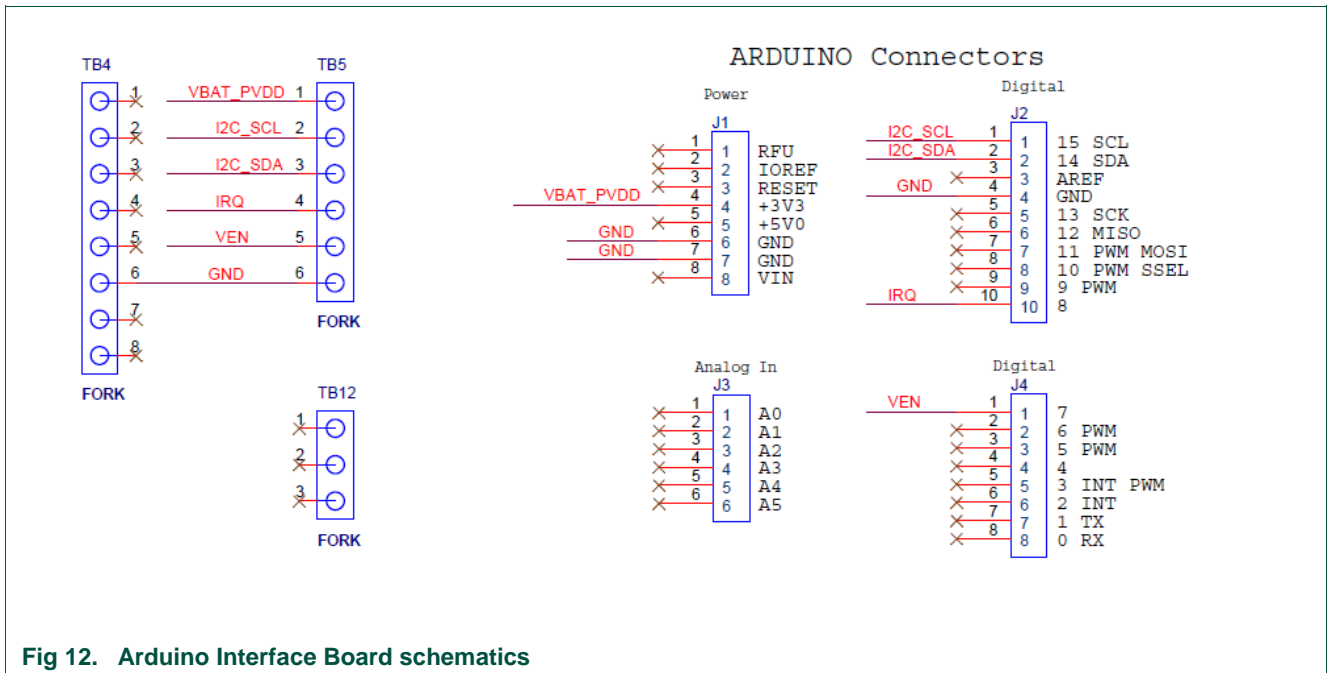 ARDUINO Connectors
TB4
1
2
3
4
5
6
7
8
FORK
TB5
VBAT_PVDD 1
I2C_SCL 2
I2C_SDA 3
IRQ 4
VEN 5
GND 6
FORK
TB12
1
2
3
FORK
Power
J1
1 1 RFU
2 2 IOREF
3 3 RESET
VBAT_PVDD 4 4 +3V3
5 5 +5V0
GND 6 6 GND
GND 7 7 GND
8 8 VIN
Digital
J2
I2C_SCL 1 1 15 SCL
I2C_SDA 2 2 14 SDA
3 3 AREF
GND 4 4 GND
5 5 13 SCK
6 6 12 MISO
7 7 11 PWM MOSI
8 8 10 PWM SSEL
9 9 9 PWM
IRQ 10 10 8
Analog In
J3
1 1 A0
2 2 A1
3 3 A2
4 4 A3
5 5 A4
6 6 A5
Digital
J4
VEN 1 1 7
2 2 6 PWM
3 3 5 PWM
4 4 4
5 5 3 INT PWM
6 6 2 INT
7 7 1 TX
8 8 0 RX
Fig 12. Arduino Interface Board schematics